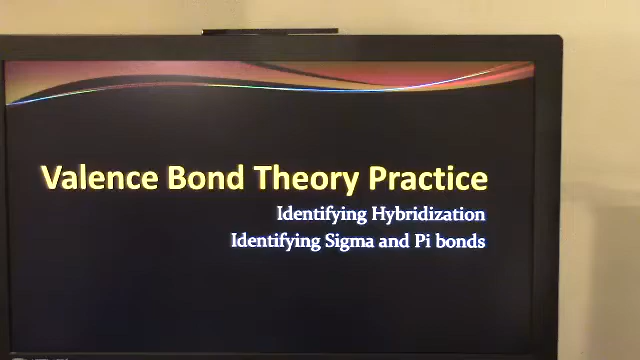 Valence Bond Theory Practice
Identifying Hybridization
Identifying Sigma and Pi bonds